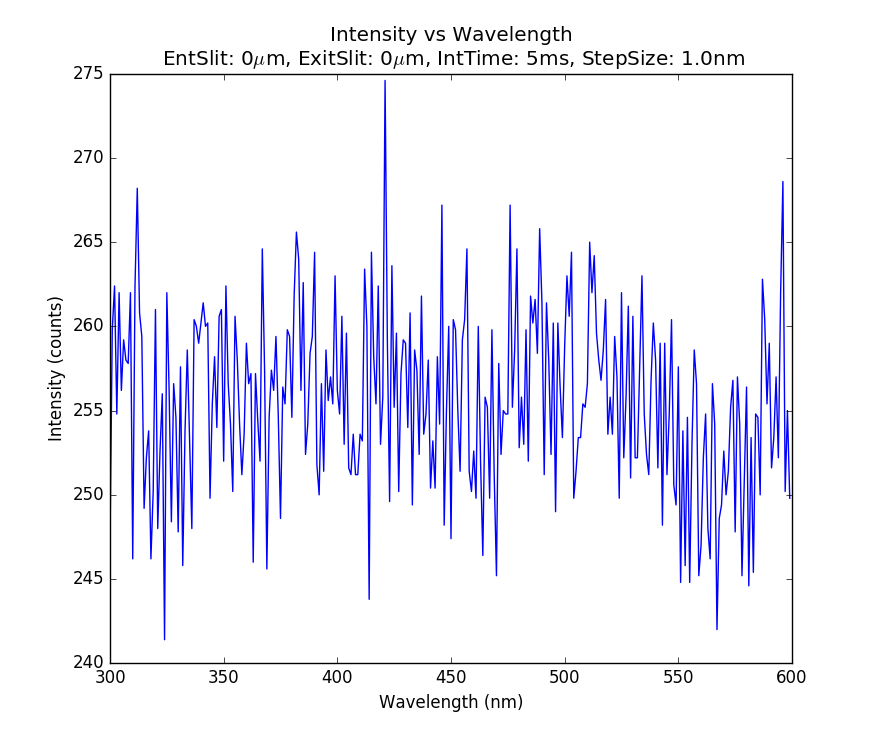 Intensity vs Wavelength
EntSlit: 0μm, ExitSlit: 0μm, IntTime: 5ms, StepSize: 1.0nm
275
270
265
260
255
250
245
240
Intensity (counts)
300 350 400 450 500 550 600
Wavelength (nm)